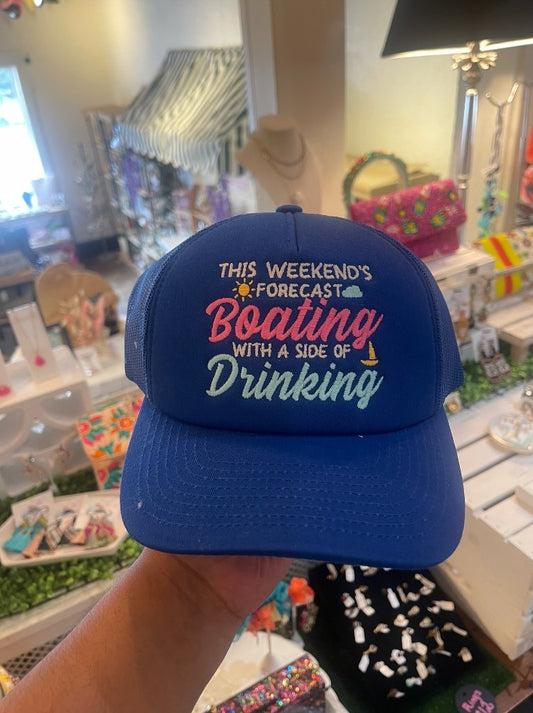 THIS WEEKEND'S
FORECAST
Boating
WITH A SIDE OF
Drinking